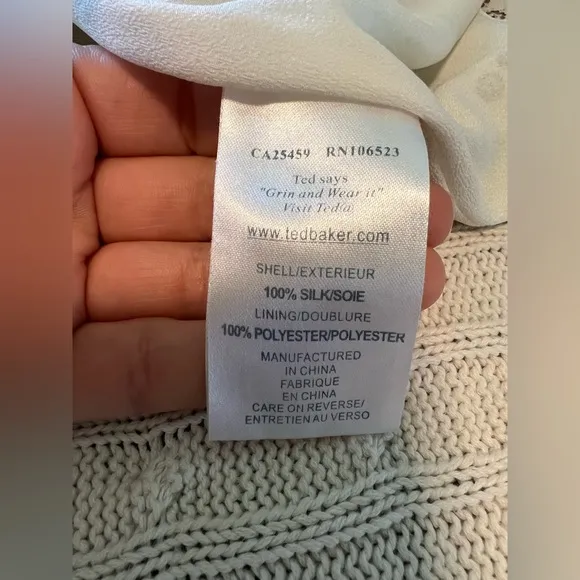 CA25459 RN106523
Ted says
"Grin and Wear it"
Visit Ted a
www.tedbaker.com
SHELL/EXTERIEUR
100% SILK/SOIE
LINING/DOUBLURE
100% POLYESTER/POLYESTER
MANUFACTURED
IN CHINA
FABRIQUE
EN CHINA
CARE ON REVERSE/
ENTRETIEN AU VERSO